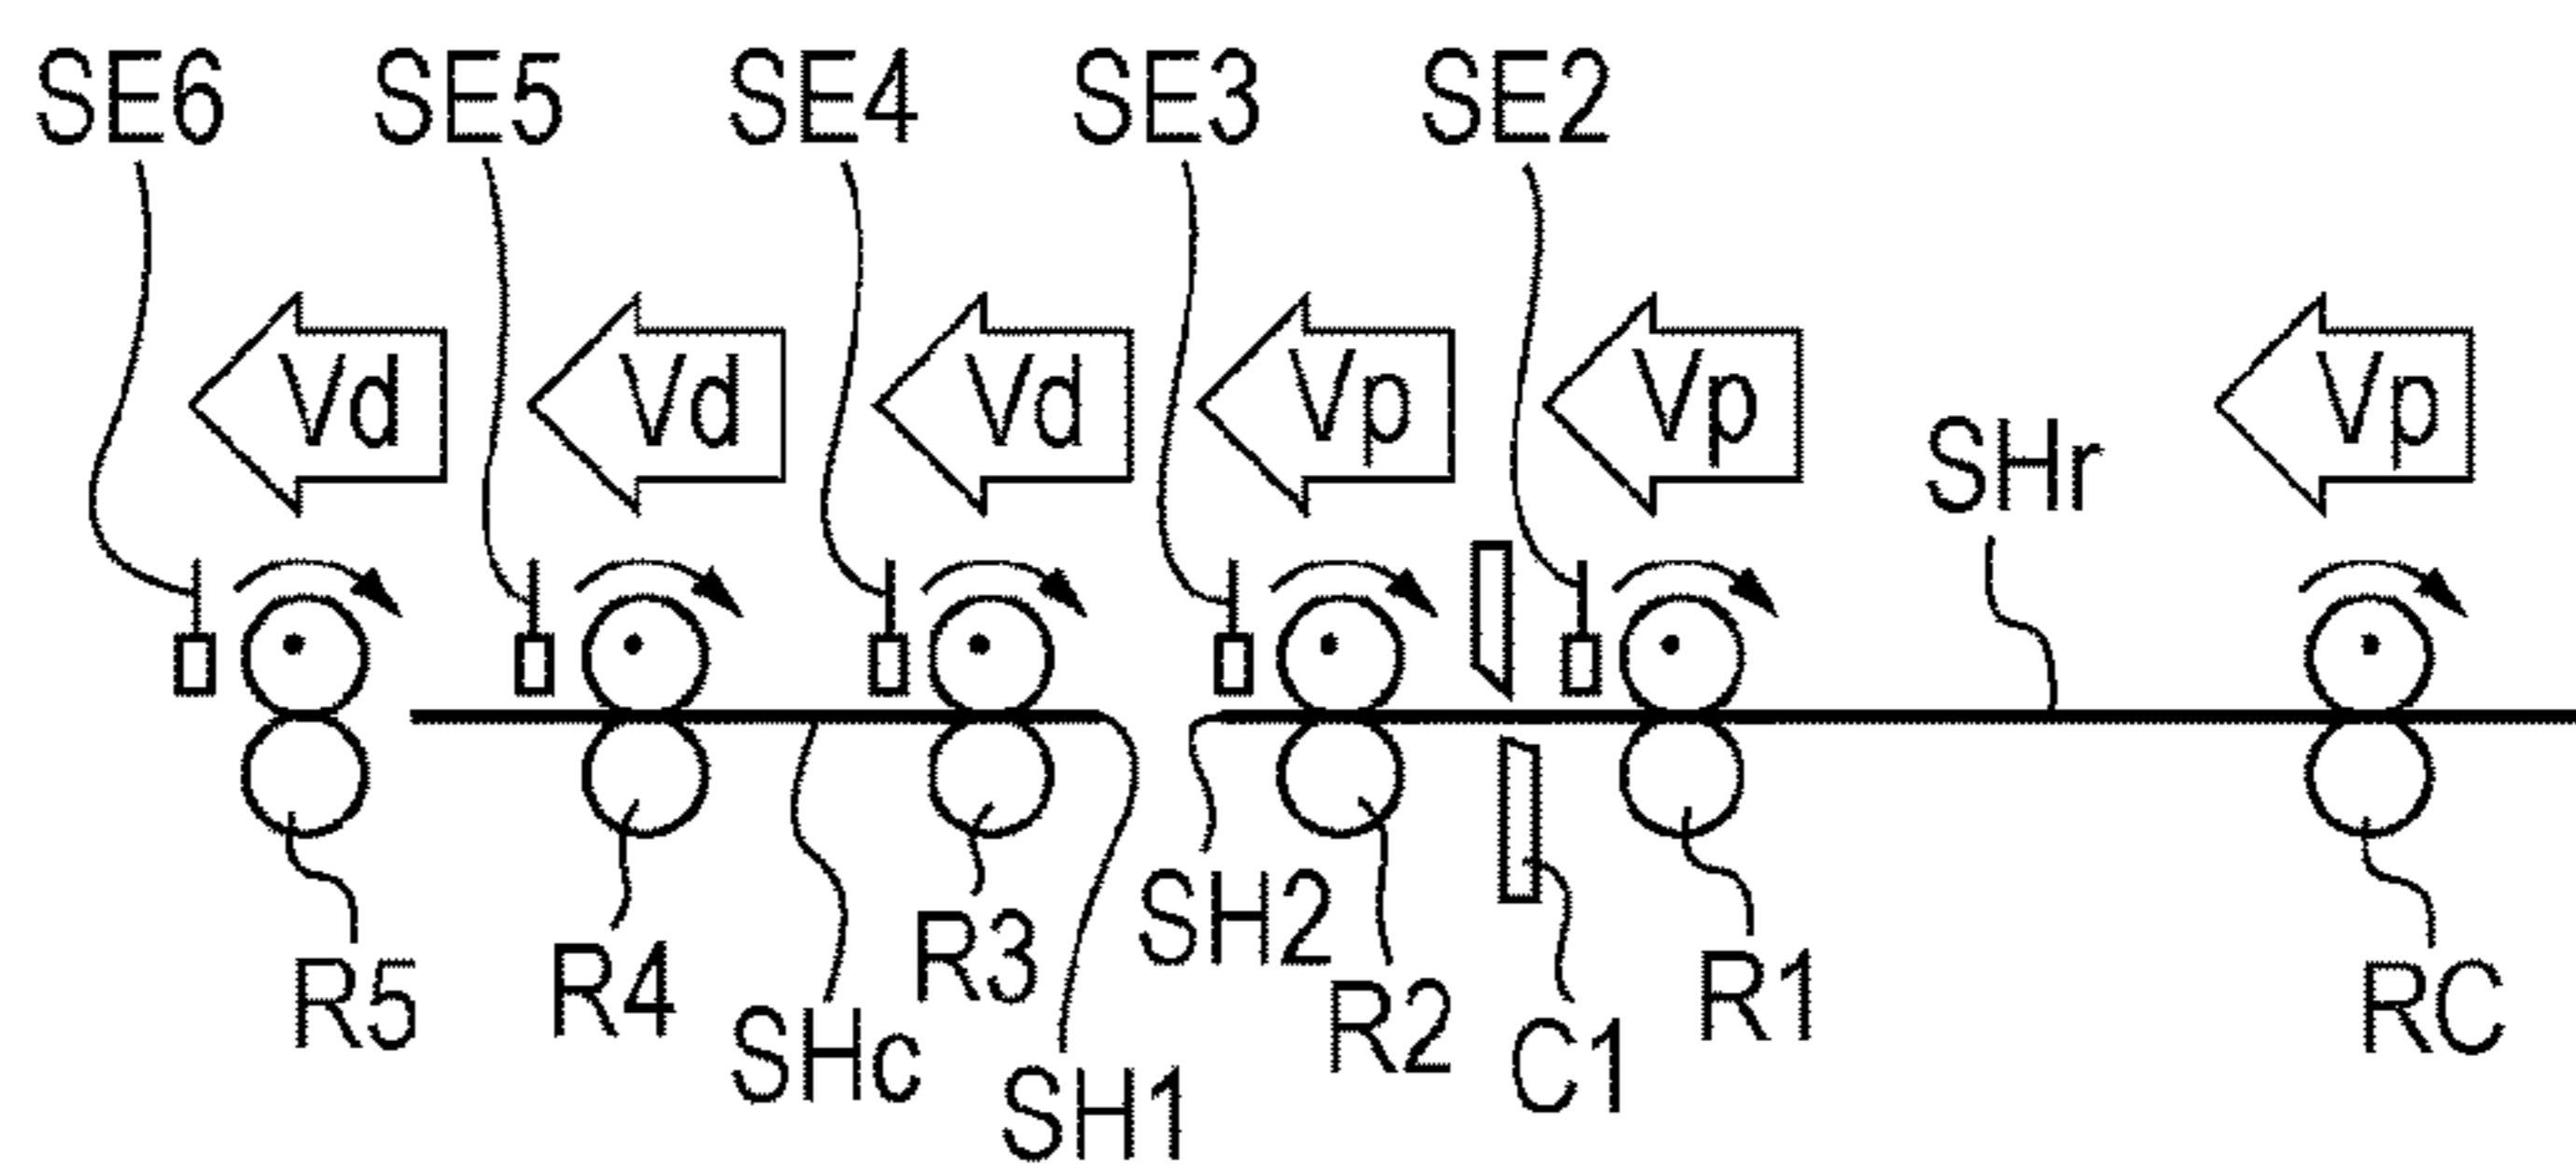 SE6 SE5 SE4 SE3 SE2
Vd Vd Vd Vp Vp Vp
SHr
SH2
R5 R4 R3 R2 R1 RC
SHc C1
SH1